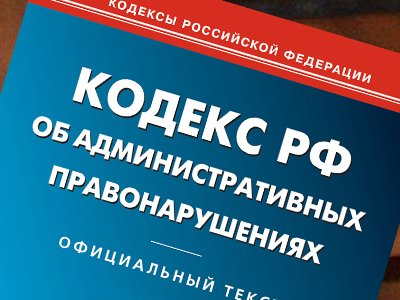 КОДЕКСЫ РОССИЙСКОЙ ФЕДЕРАЦИИ
КОДЕКС РФ
ОБ АДМИНИСТРАТИВНЫХ
ПРАВОНАРУШЕНИЯХ
ОФИЦИАЛЬНЫЙ